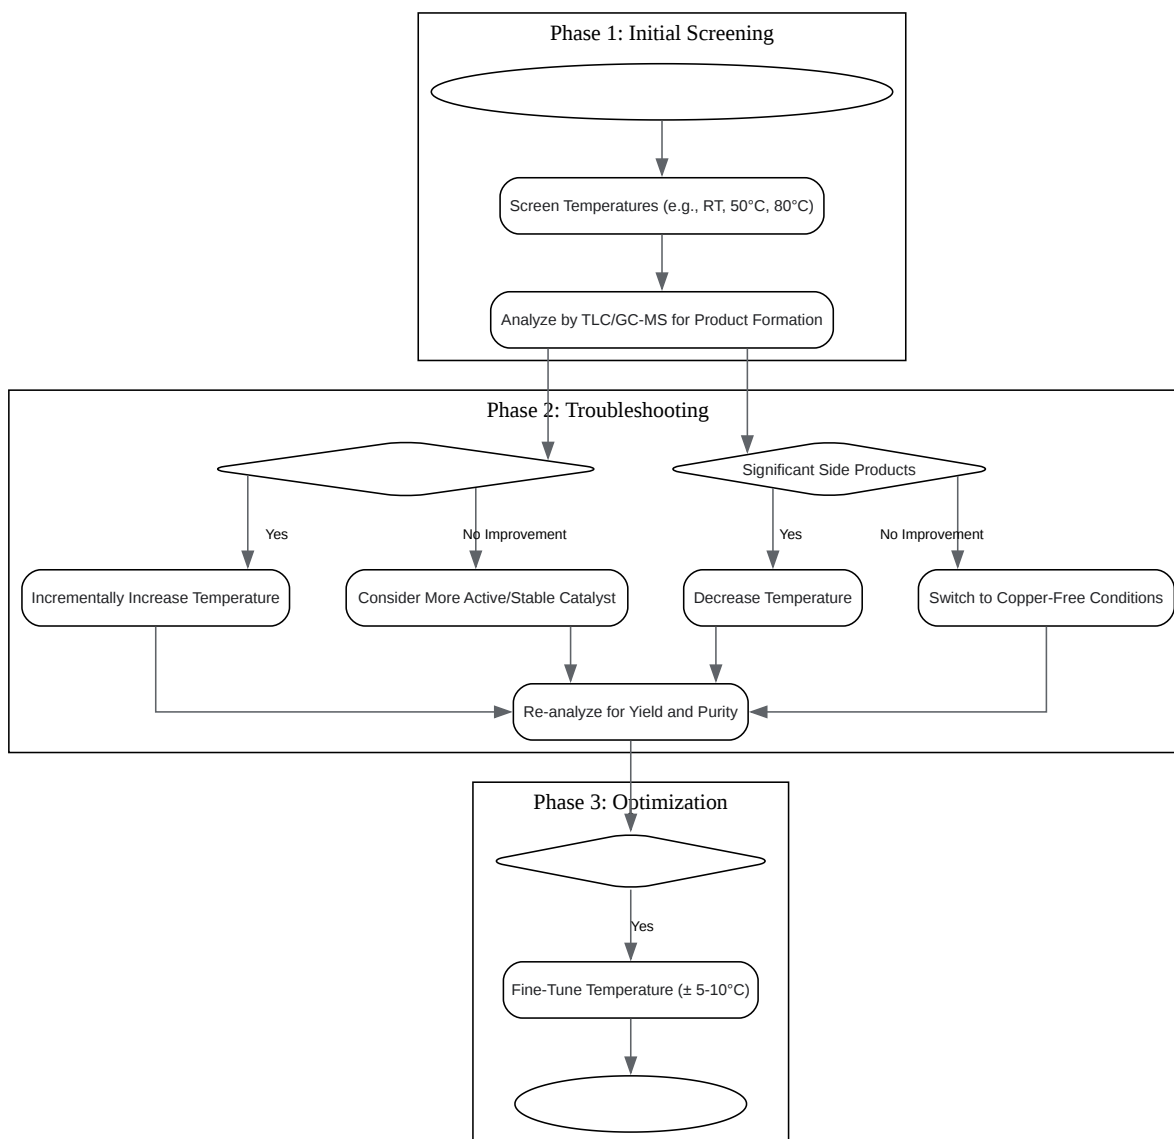 Phase 1: Initial Screening
Screen Temperatures (e.g., RT, 50°C, 80°C)
Analyze by TLC/GC-MS for Product Formation
Phase 2: Troubleshooting
Significant Side Products
Yes
No Improvement
Yes
No Improvement
Incrementally Increase Temperature
Consider More Active/Stable Catalyst
Decrease Temperature
Switch to Copper-Free Conditions
Re-analyze for Yield and Purity
Phase 3: Optimization
Yes
Fine-Tune Temperature (± 5-10°C)